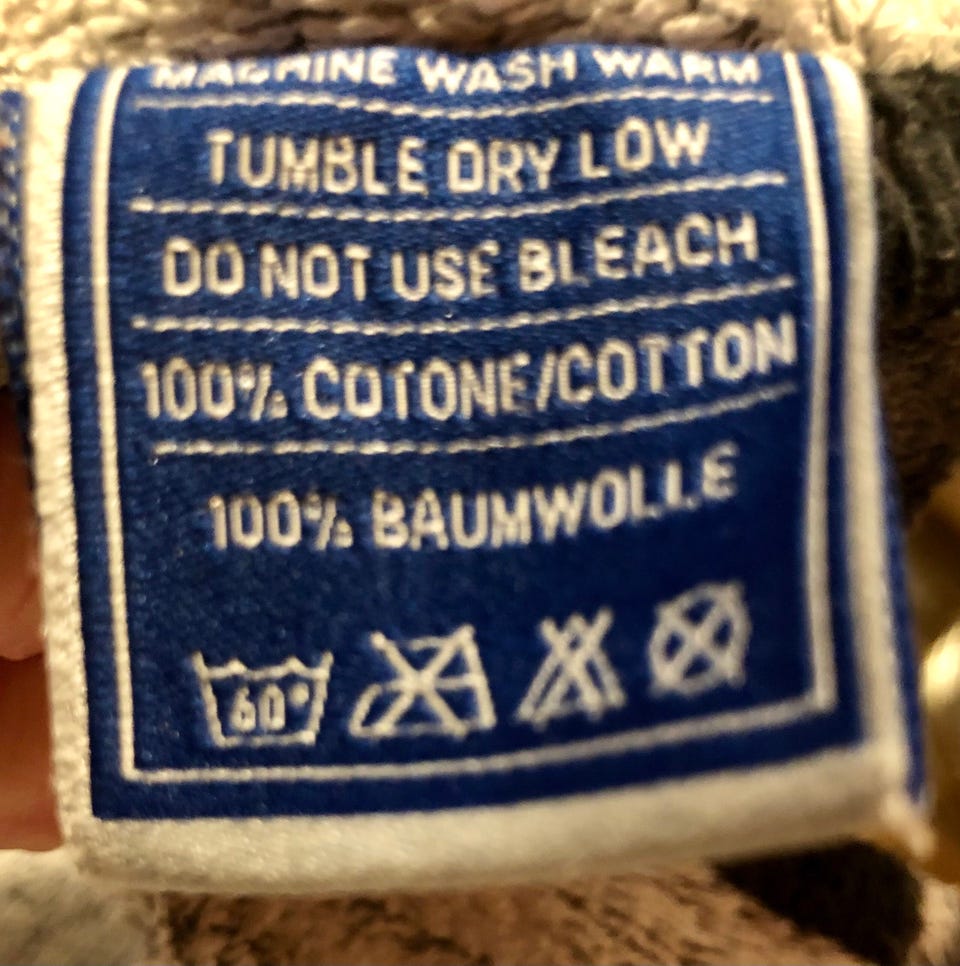 MACHINE WASH WARM
TUMBLE DRY LOW
DO NOT USE BLEACH
100% COTONE/COTTON
100% BAUMWOLLE
60°